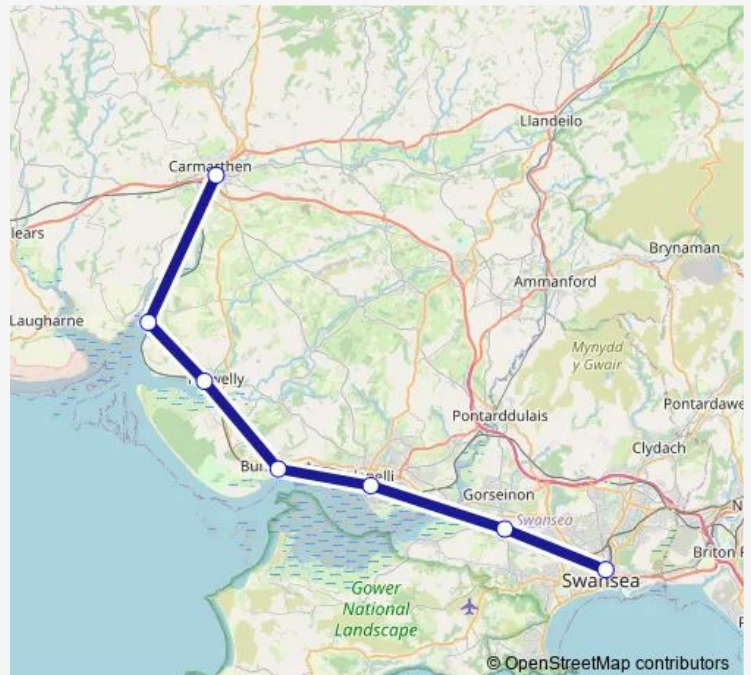 Llandeilo
Carmarthen
lears
Brynaman
Ammanford
Laugharne
Mynydd
y Gwair
Pontarddulais
Pontardawe
Clydach
Gorseinon
Swansea
Briton
Swansea
Gower
National
Landscape
© OpenStreetMap contributors